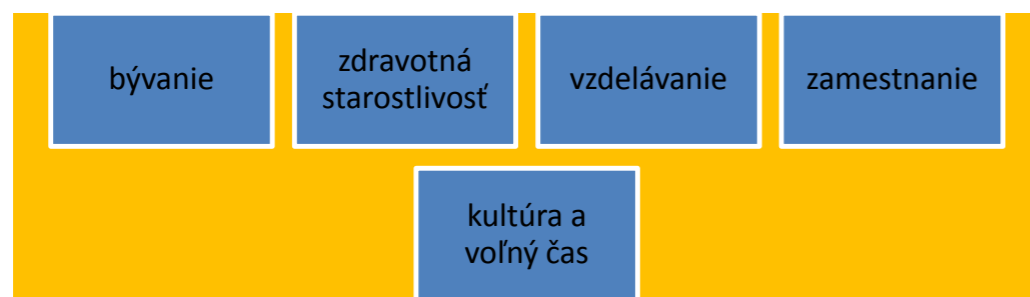 bývanie
zdravotná
starostlivosť
vzdelávanie
zamestnanie
kultúra a
voľný čas